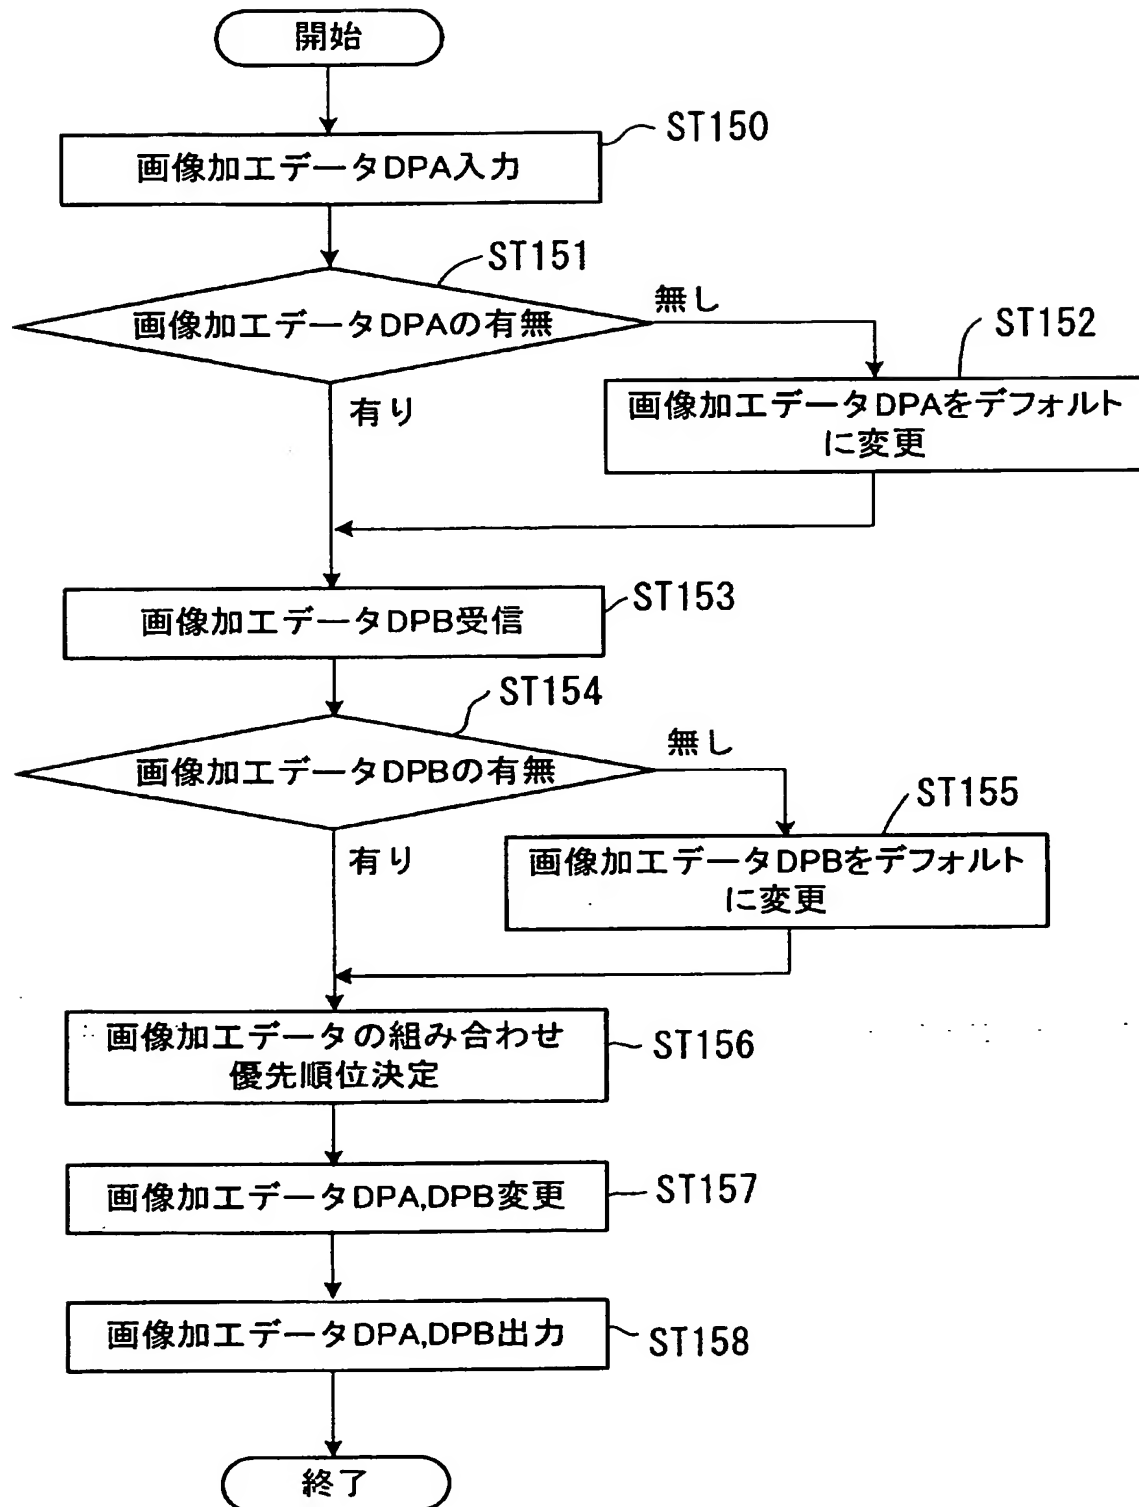 開始
ST150
画像加工データDPA入力
ST151
画像加工データDPAの有無
無し
ST152
画像加工データDPAをデフォルト
に変更
有り
ST153
画像加工データDPB受信
ST154
画像加工データDPBの有無
無し
ST155
画像加工データDPBをデフォルト
に変更
有り
画像加工データの組み合わせ
優先順位決定
ST156
画像加工データDPA,DPB変更
ST157
画像加工データDPA,DPB出力
ST158
終了